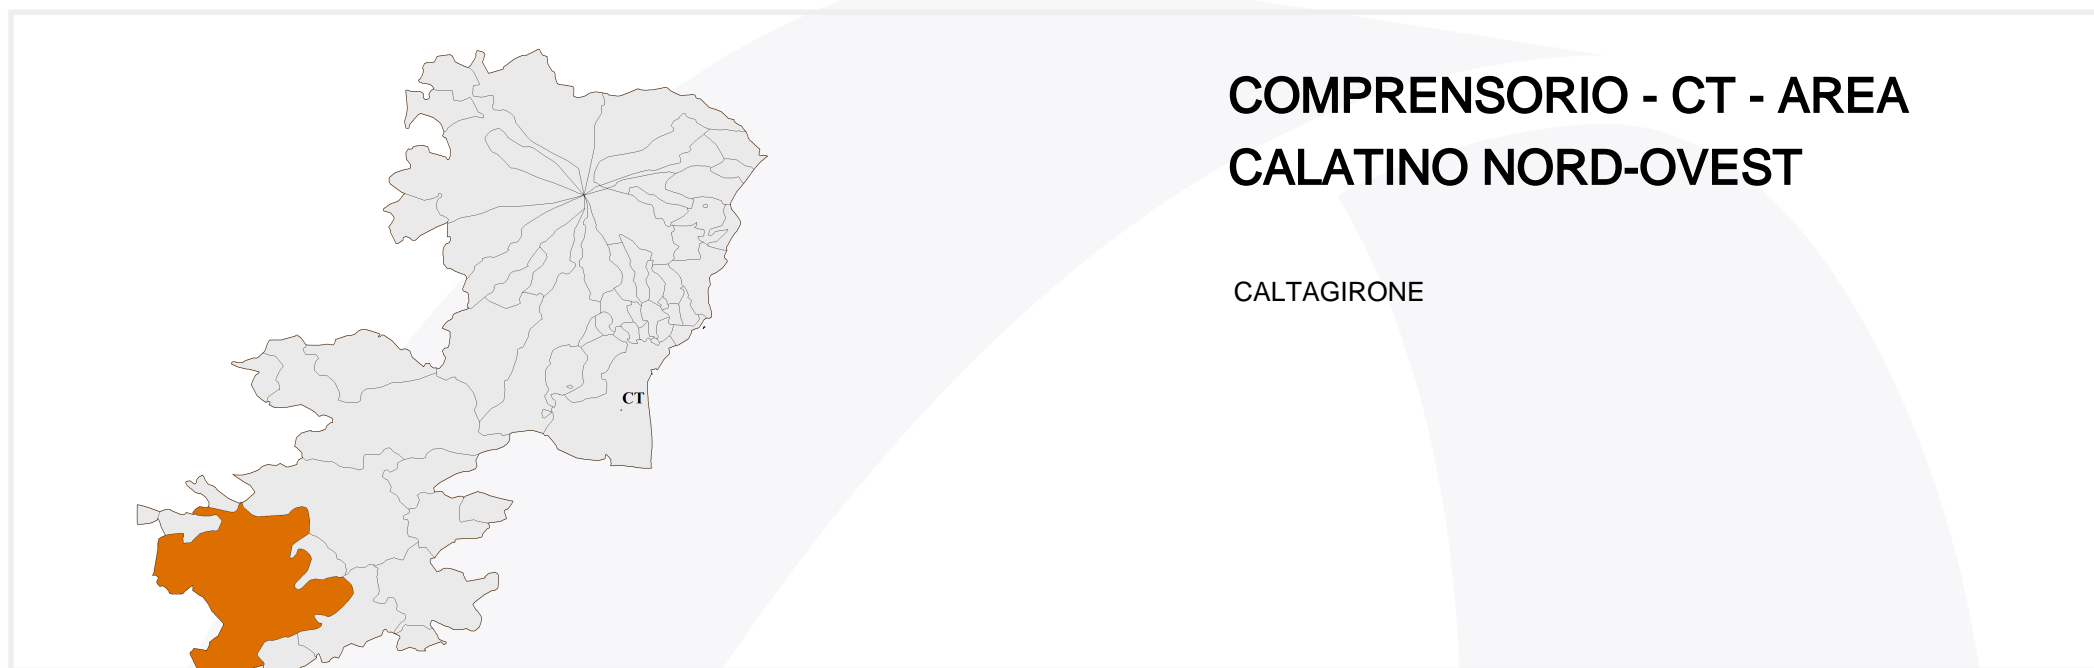 COMPRENSORIO - CT - AREA
CALATINO NORD-OVEST
CALTAGIRONE
CT